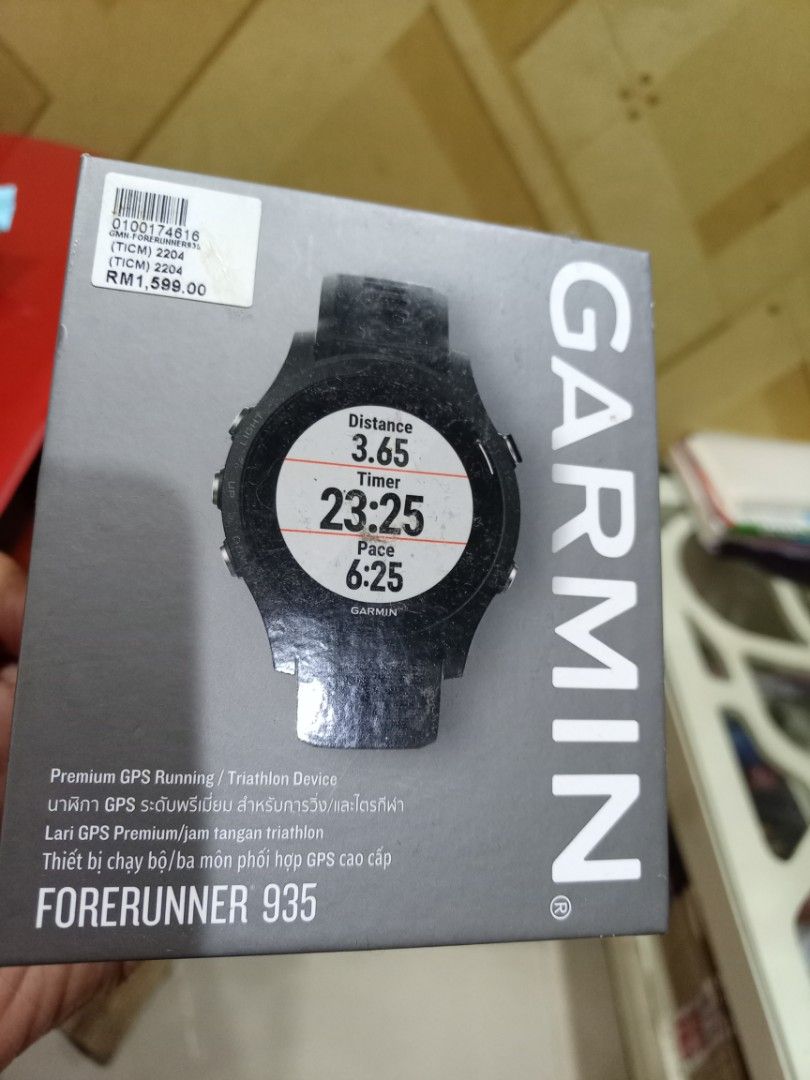 0100174616
GMN-FORERUNNER935
(TICM) 2204
(TICM) 2204
RM1,599.00
GARMIN®
LIGHT
UP
Distance
3.65
Timer
23:25
Pace
6:25
GARMIN
Premium GPS Running / Triathlon Device
นาฬิกา GPS ระดับพรีเมี่ยม สำหรับการวิ่ง/และไตรกีฬา
Lari GPS Premium/jam tangan triathlon
Thiết bị chạy bộ/ba môn phối hợp GPS cao cấp
FORERUNNER® 935